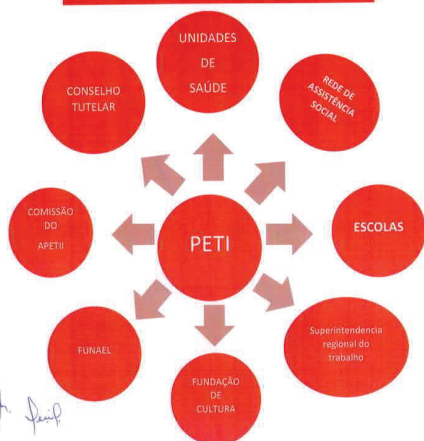 UNIDADES
DE
SAÚDE
REDE DE
ASSISTÊNCIA
SOCIAL
CONSELHO
TUTELAR
COMISSÃO
DO
APETII
PETI
ESCOLAS
FUNAEL
Superintendencia
regional do
trabalho
FUNDAÇÃO
DE
CULTURA